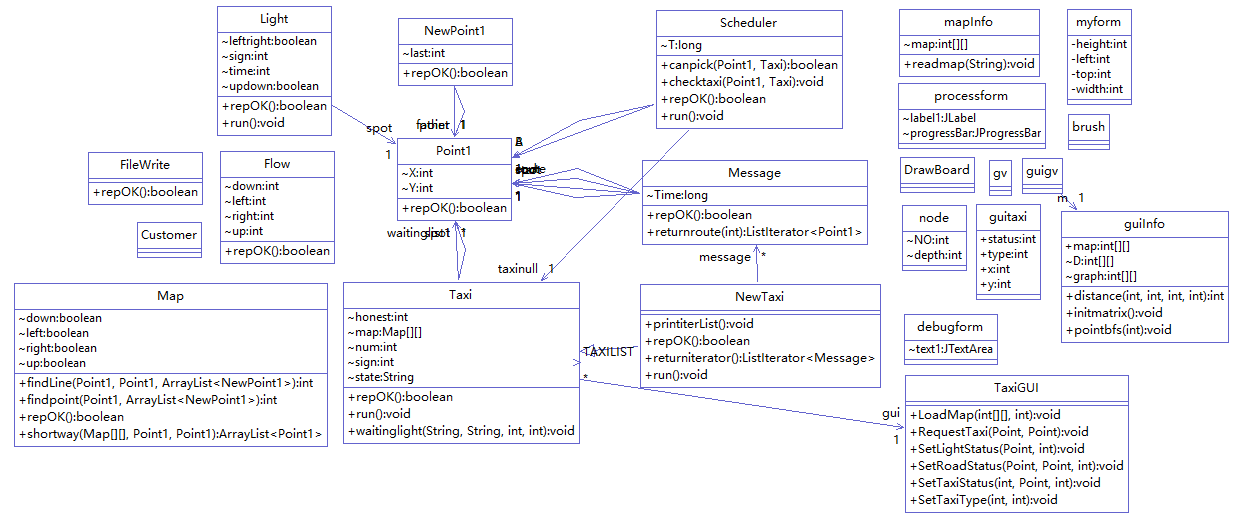 Light
~leftright:boolean
~sign:int
~time:int
~updown:boolean
+repOK():boolean
+run():void
NewPoint1
~last:int
+repOK():boolean
Scheduler
~T:long
+canpick(Point1, Taxi):boolean
+checktaxi(Point1, Taxi):void
+repOK():boolean
+run():void
mapInfo
~map:int[][]
+readmap(String):void
myform
-height:int
-left:int
-top:int
-width:int
processform
~label1:JLabel
~progressBar:JProgressBar
brush
spot
1
1
Point1
~X:int
~Y:int
+repOK():boolean
1
FileWrite
+repOK():boolean
Flow
~down:int
~left:int
~right:int
~up:int
+repOK():boolean
Customer
Message
~Time:long
+repOK():boolean
+returnroute(int):ListIterator<Point1>
DrawBoard
gv
guigv
m
1
node
~NO:int
~depth:int
guitaxi
+status:int
+type:int
+x:int
+y:int
guiInfo
+map:int[][]
~D:int[][]
~graph:int[][]
+distance(int, int, int, int):int
+initmatrix():void
+pointbfs(int):void
waitinglist
taxinull
1
message
*
Map
~down:boolean
~left:boolean
~right:boolean
~up:boolean
+findLine(Point1, Point1, ArrayList<NewPoint1>):int
+findpoint(Point1, ArrayList<NewPoint1>):int
+repOK():boolean
+shortway(Map[][], Point1, Point1):ArrayList<Point1>
Taxi
~honest:int
~map:Map[][]
~num:int
~sign:int
~state:String
+repOK():boolean
+run():void
+waitinglight(String, String, int, int):void
TAXILIST
*
NewTaxi
+printiterList():void
+repOK():boolean
+returniterator():ListIterator<Message>
+run():void
debugform
~text1:JTextArea
gui
1
TaxiGUI
+LoadMap(int[][], int):void
+RequestTaxi(Point, Point):void
+SetLightStatus(Point, int):void
+SetRoadStatus(Point, Point, int):void
+SetTaxiStatus(int, Point, int):void
+SetTaxiType(int, int):void